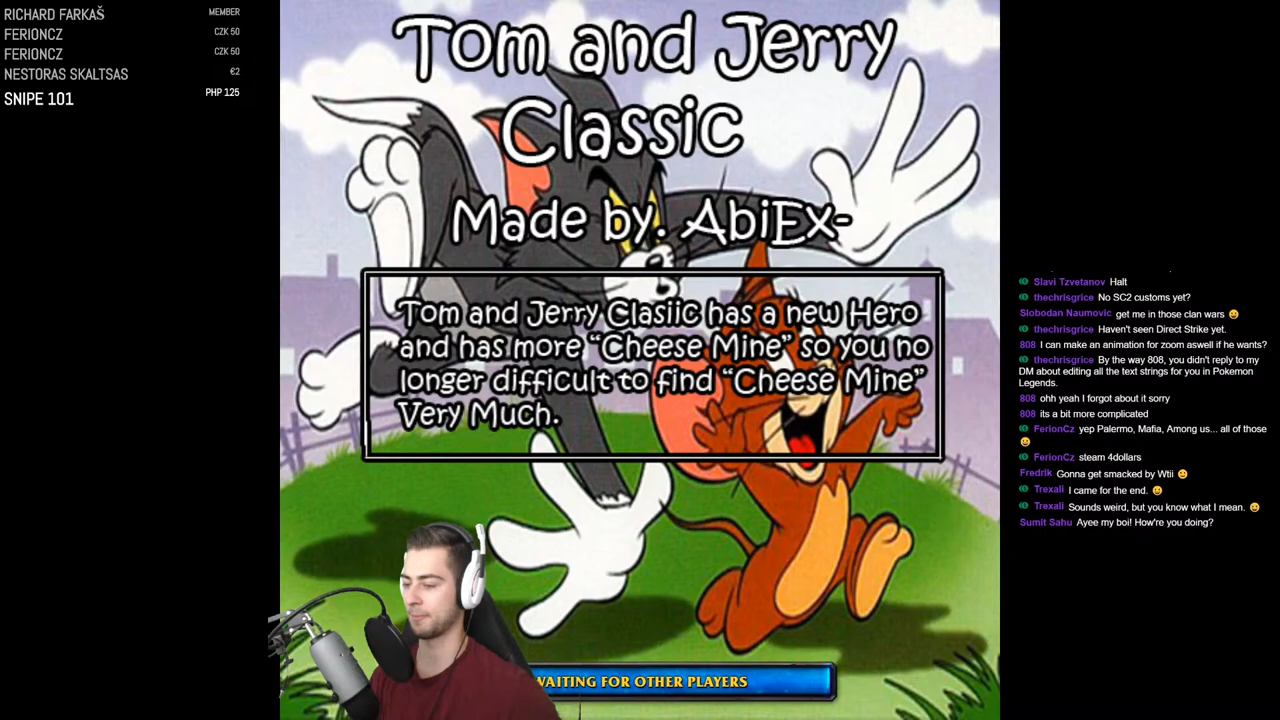 RICHARD FARKAŠ MEMBER
FERIONCZ CZK 50
FERIONCZ CZK 50
NESTORAS SKALTSAS €2
SNIPE 101 PHP 125
Tom and Jerry
Classic
Made by. AbiEx-
Tom and Jerry Clasiic has a new Hero
and has more “Cheese Mine” so you no
longer difficult to find “Cheese Mine”
Very Much.
WAITING FOR OTHER PLAYERS
Slavi Tzvetanov Halt
thechrisgrice No SC2 customs yet?
Slobodan Naumovic get me in those clan wars
thechrisgrice Haven't seen Direct Strike yet.
808 I can make an animation for zoom aswell if he wants?
thechrisgrice By the way 808, you didn't reply to my
DM about editing all the text strings for you in Pokemon
Legends.
808 ohh yeah I forgot about it sorry
808 its a bit more complicated
FerionCz yep Palermo, Mafia, Among us... all of those
FerionCz steam 4dollars
Fredrik Gonna get smacked by Wtii
Trexali I came for the end.
Trexali Sounds weird, but you know what I mean.
Sumit Sahu Ayee my boi! How're you doing?